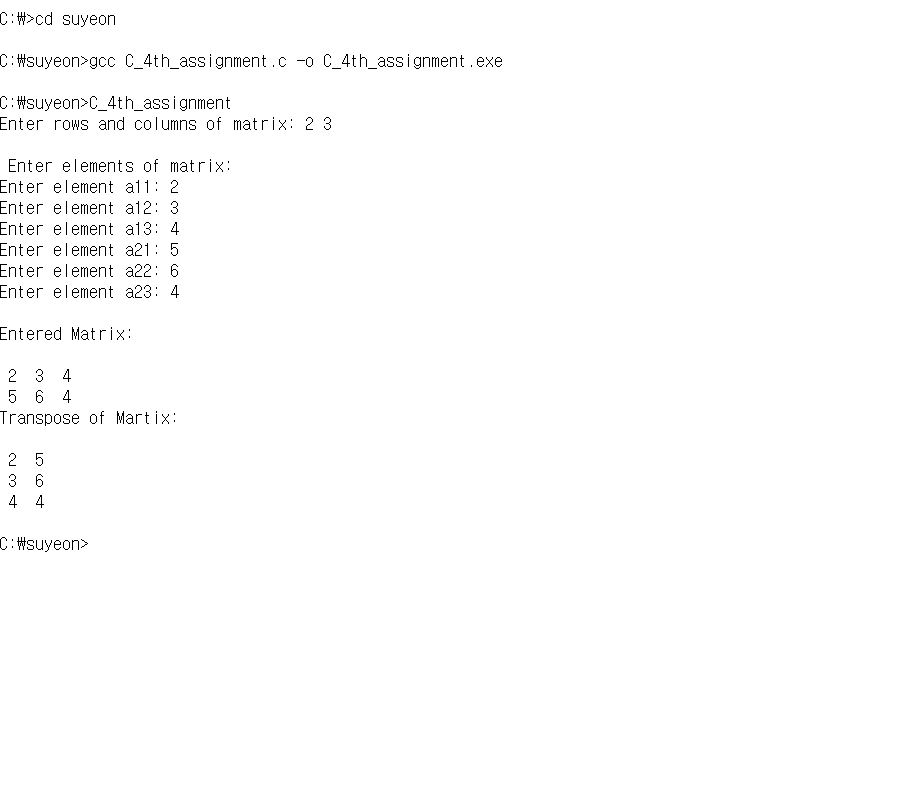 C:₩>cd suyeon
C:₩suyeon>gcc C_4th_assignment.c -o C_4th_assignment.exe
C:₩suyeon>C_4th_assignment
Enter rows and columns of matrix: 2 3
Enter elements of matrix:
Enter element a11: 2
Enter element a12: 3
Enter element a13: 4
Enter element a21: 5
Enter element a22: 6
Enter element a23: 4
Entered Matrix:
2  3  4
5  6  4
Transpose of Martix:
2  5
3  6
4  4
C:₩suyeon>